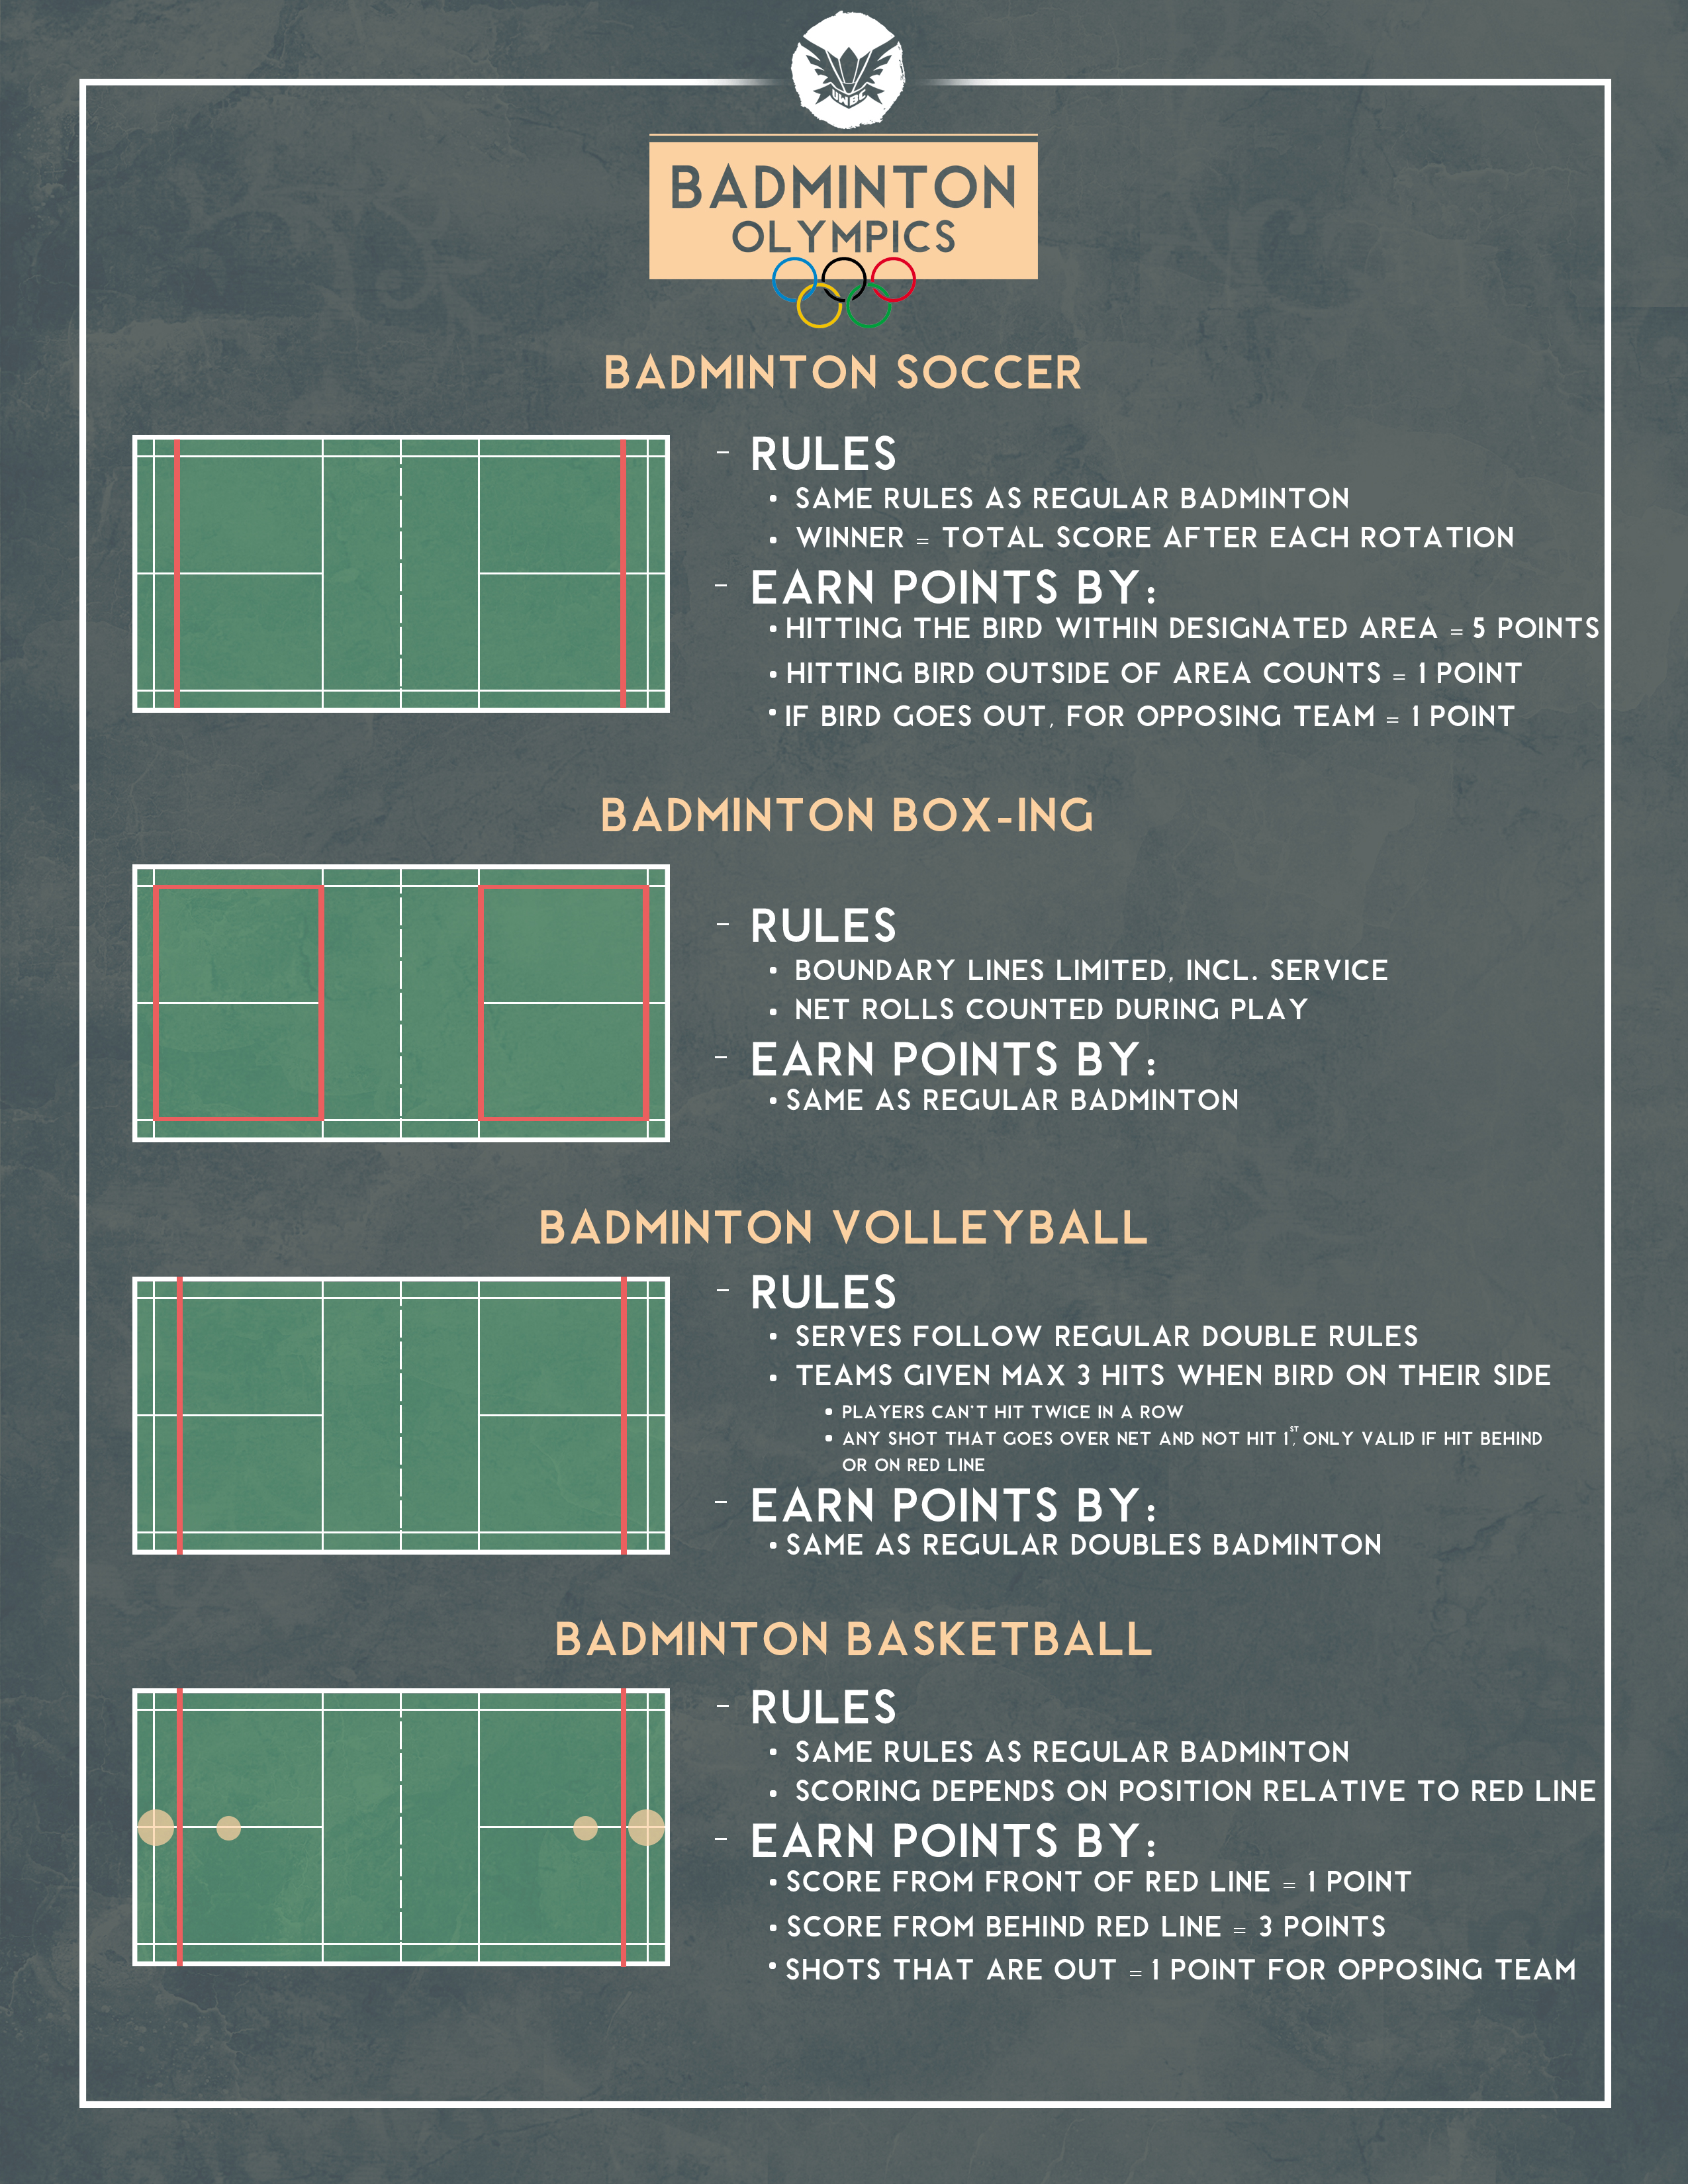 UWBC
BADMINTON
OLYMPICS
BADMINTON SOCCER
- RULES
• SAME RULES AS REGULAR BADMINTON
• WINNER = TOTAL SCORE AFTER EACH ROTATION
- EARN POINTS BY:
• HITTING THE BIRD WITHIN DESIGNATED AREA = 5 POINTS
• HITTING BIRD OUTSIDE OF AREA COUNTS = 1 POINT
• IF BIRD GOES OUT, FOR OPPOSING TEAM = 1 POINT
BADMINTON BOX-ING
- RULES
• BOUNDARY LINES LIMITED, INCL. SERVICE
• NET ROLLS COUNTED DURING PLAY
- EARN POINTS BY:
• SAME AS REGULAR BADMINTON
BADMINTON VOLLEYBALL
- RULES
• SERVES FOLLOW REGULAR DOUBLE RULES
• TEAMS GIVEN MAX 3 HITS WHEN BIRD ON THEIR SIDE
• PLAYERS CAN'T HIT TWICE IN A ROW
• ANY SHOT THAT GOES OVER NET AND NOT HIT 1ST, ONLY VALID IF HIT BEHIND
OR ON RED LINE
- EARN POINTS BY:
• SAME AS REGULAR DOUBLES BADMINTON
BADMINTON BASKETBALL
- RULES
• SAME RULES AS REGULAR BADMINTON
• SCORING DEPENDS ON POSITION RELATIVE TO RED LINE
- EARN POINTS BY:
• SCORE FROM FRONT OF RED LINE = 1 POINT
• SCORE FROM BEHIND RED LINE = 3 POINTS
• SHOTS THAT ARE OUT = 1 POINT FOR OPPOSING TEAM